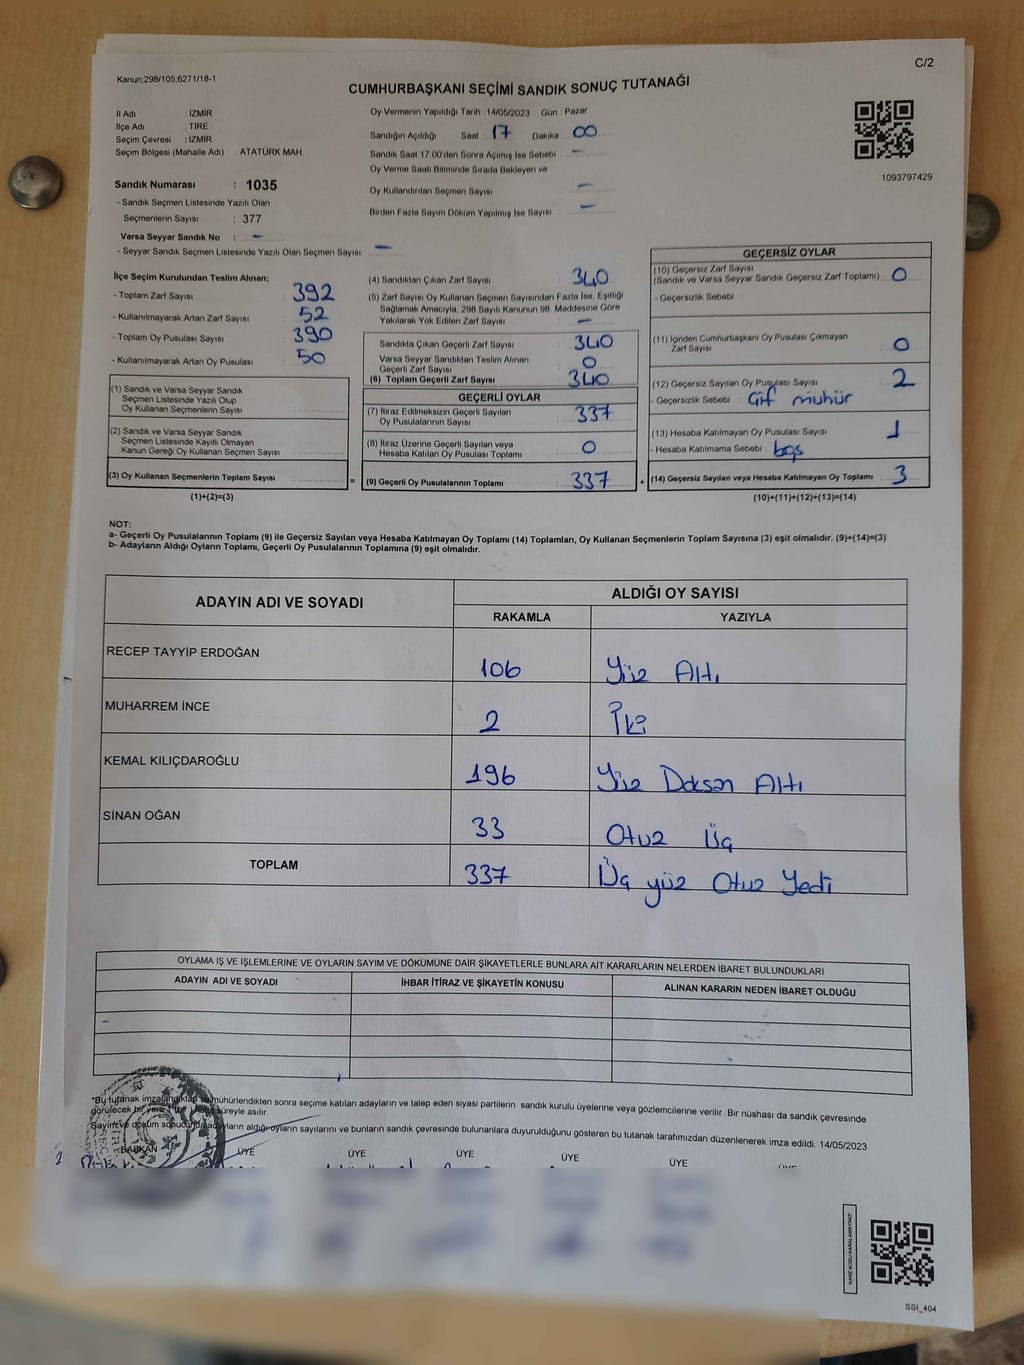 C/2
Kanun;298/105,6271/18-1
CUMHURBAŞKANI SEÇİMİ SANDIK SONUÇ TUTANAĞI
İl Adı : İZMİR
İlçe Adı : TİRE
Seçim Çevresi : İZMİR
Seçim Bölgesi (Mahalle Adı) : ATATÜRK MAH.
Sandık Numarası : 1035
- Sandık Seçmen Listesinde Yazılı Olan
Seçmenlerin Sayısı : 377
Varsa Seyyar Sandık No : -
- Seyyar Sandık Seçmen Listesinde Yazılı Olan Seçmen Sayısı: -
Oy Vermenin Yapıldığı Tarih : 14/05/2023 Gün : Pazar
Sandığın Açıldığı Saat : 17 Dakika : 00
Sandık Saat 17:00'den Sonra Açılmış İse Sebebi : -
Oy Verme Saati Bitiminde Sırada Bekleyen ve
Oy Kullandırılan Seçmen Sayısı : -
Birden Fazla Sayım Döküm Yapılmış İse Sayısı : -
1093797429
İlçe Seçim Kurulundan Teslim Alınan;
- Toplam Zarf Sayısı : 392
- Kullanılmayarak Artan Zarf Sayısı : 52
- Toplam Oy Pusulası Sayısı : 390
- Kullanılmayarak Artan Oy Pusulası : 50
(1) Sandık ve Varsa Seyyar Sandık
Seçmen Listesinde Yazılı Olup
Oy Kullanan Seçmenlerin Sayısı :
(2) Sandık ve Varsa Seyyar Sandık
Seçmen Listesinde Kayıtlı Olmayan
Kanun Gereği Oy Kullanan Seçmen Sayısı :
(3) Oy Kullanan Seçmenlerin Toplam Sayısı : =
(1)+(2)=(3)
(4) Sandıktan Çıkan Zarf Sayısı : 340
(5) Zarf Sayısı Oy Kullanan Seçmen Sayısından Fazla İse, Eşitliği
Sağlamak Amacıyla, 298 Sayılı Kanunun 98. Maddesine Göre
Yakılarak Yok Edilen Zarf Sayısı : -
Sandıkta Çıkan Geçerli Zarf Sayısı : 340
Varsa Seyyar Sandıktan Teslim Alınan
Geçerli Zarf Sayısı : 0
(6) Toplam Geçerli Zarf Sayısı : 340
GEÇERLİ OYLAR
(7) İtiraz Edilmeksizin Geçerli Sayılan
Oy Pusulalarının Sayısı : 337
(8) İtiraz Üzerine Geçerli Sayılan veya
Hesaba Katılan Oy Pusulası Toplamı : 0
(9) Geçerli Oy Pusulalarının Toplamı : 337 +
GEÇERSİZ OYLAR
(10) Geçersiz Zarf Sayısı
(Sandık ve Varsa Seyyar Sandık Geçersiz Zarf Toplamı) : 0
- Geçersizlik Sebebi
(11) İçinden Cumhurbaşkanı Oy Pusulası Çıkmayan
Zarf Sayısı : 0
(12) Geçersiz Sayılan Oy Pusulası Sayısı : 2
- Geçersizlik Sebebi : Çift mühür
(13) Hesaba Katılmayan Oy Pusulası Sayısı : 1
- Hesaba Katılmama Sebebi : boş
(14) Geçersiz Sayılan veya Hesaba Katılmayan Oy Toplamı : 3
(10)+(11)+(12)+(13)=(14)
NOT:
a- Geçerli Oy Pusulalarının Toplamı (9) ile Geçersiz Sayılan veya Hesaba Katılmayan Oy Toplamı (14) Toplamları, Oy Kullanan Seçmenlerin Toplam Sayısına (3) eşit olmalıdır. (9)+(14)=(3)
b- Adayların Aldığı Oyların Toplamı, Geçerli Oy Pusulalarının Toplamına (9) eşit olmalıdır.
ADAYIN ADI VE SOYADI
ALDIĞI OY SAYISI
RAKAMLA YAZIYLA
RECEP TAYYİP ERDOĞAN 106 Yüz Altı
MUHARREM İNCE 2 İki
KEMAL KILIÇDAROĞLU 196 Yüz Doksan Altı
SİNAN OĞAN 33 Otuz Üç
TOPLAM 337 Üç yüz Otuz Yedi
OYLAMA İŞ VE İŞLEMLERİNE VE OYLARIN SAYIM VE DÖKÜMÜNE DAİR ŞİKAYETLERLE BUNLARA AİT KARARLARIN NELERDEN İBARET BULUNDUKLARI
ADAYIN ADI VE SOYADI İHBAR İTİRAZ VE ŞİKAYETİN KONUSU ALINAN KARARIN NEDEN İBARET OLDUĞU
*Bu tutanak imzalandıktan ve mühürlendikten sonra seçime katılan adayların ve talep eden siyasi partilerin sandık kurulu üyelerine veya gözlemcilerine verilir. Bir nüshası da sandık çevresinde
görülecek bir yere 1 süreyle asılır.
Sayım ve döküm sonucunda adayların aldığı oyların sayılarını ve bunların sandık çevresinde bulunanlara duyurulduğunu gösteren bu tutanak tarafımızdan düzenlenerek imza edildi. 14/05/2023
BAŞKAN ÜYE ÜYE ÜYE ÜYE ÜYE
KARE KODU KARALAMAYINIZ!
SSI_404